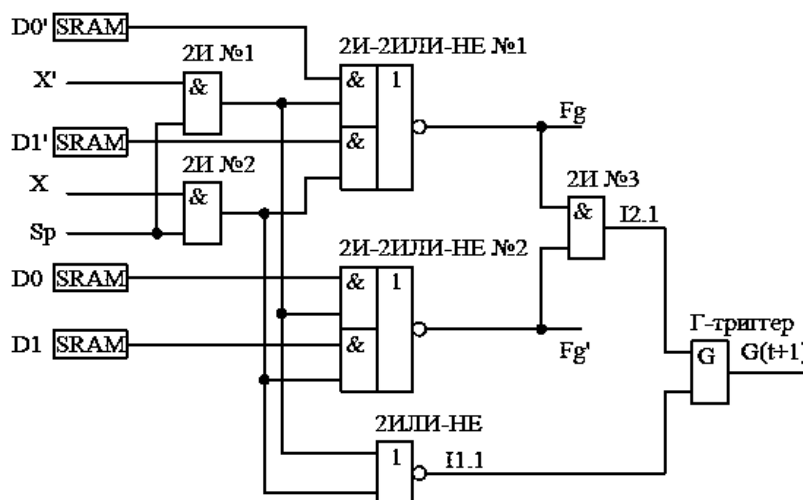 D0' SRAM
2И №1
2И-2ИЛИ-НЕ №1
X'
&
&
1
Fg
D1' SRAM
&
2И №2
X
&
2И №3
Sp
&
I2.1
2И-2ИЛИ-НЕ №2
D0 SRAM
&
1
Г-триггер
D1 SRAM
&
Fg'
G
G(t+1)
2ИЛИ-НЕ
1
I1.1